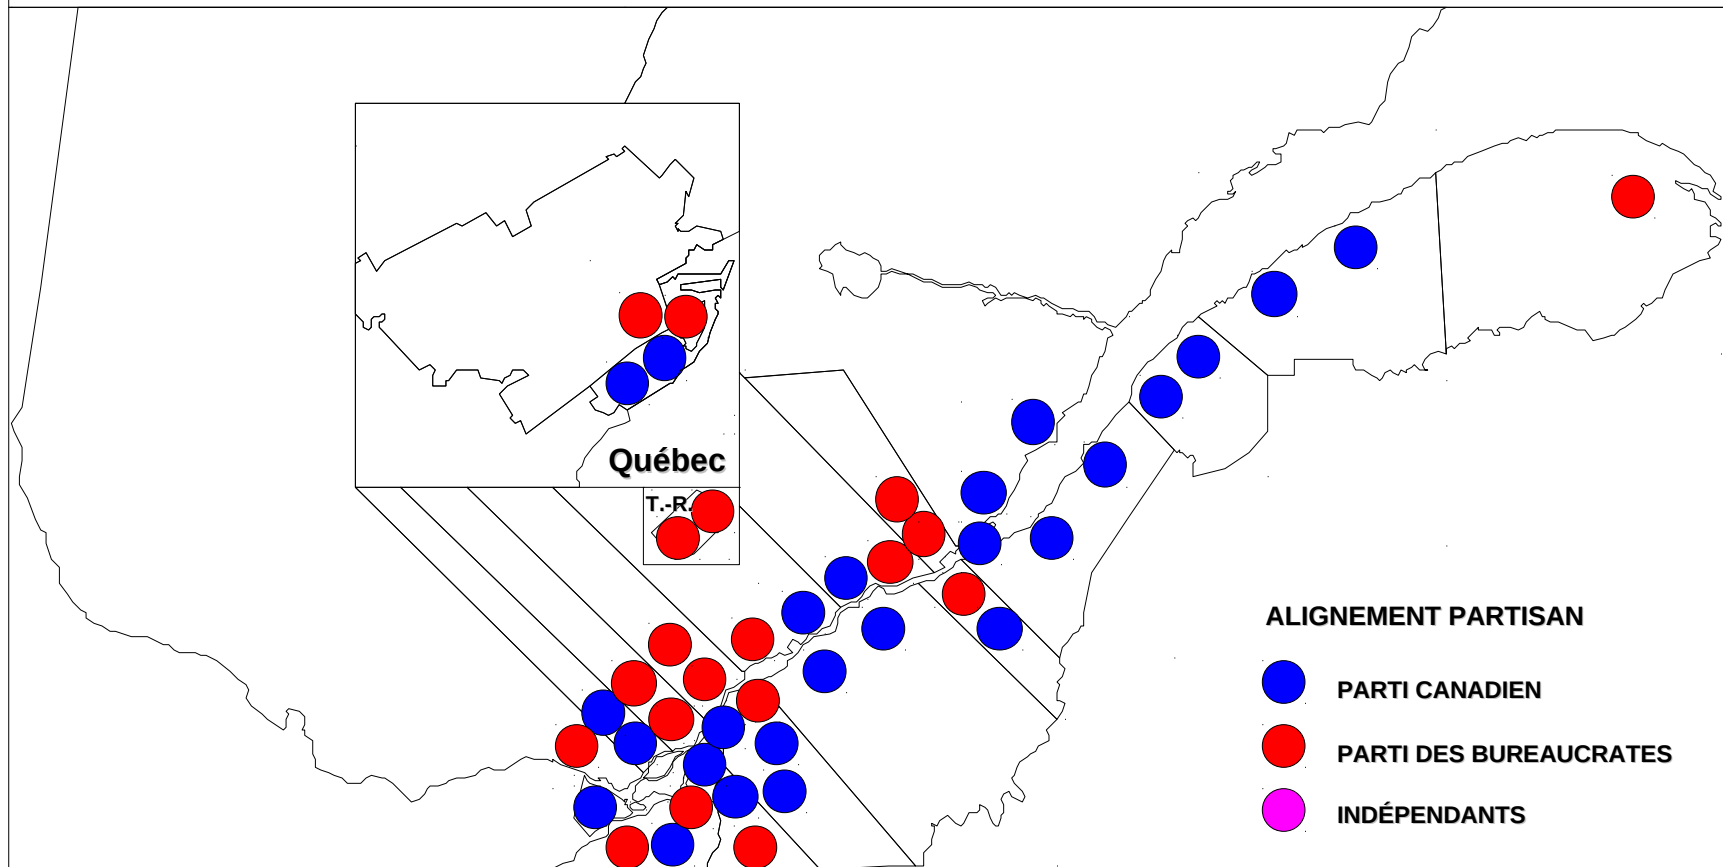 Québec
T.-R.
ALIGNEMENT PARTISAN
PARTI CANADIEN
PARTI DES BUREAUCRATES
INDÉPENDANTS